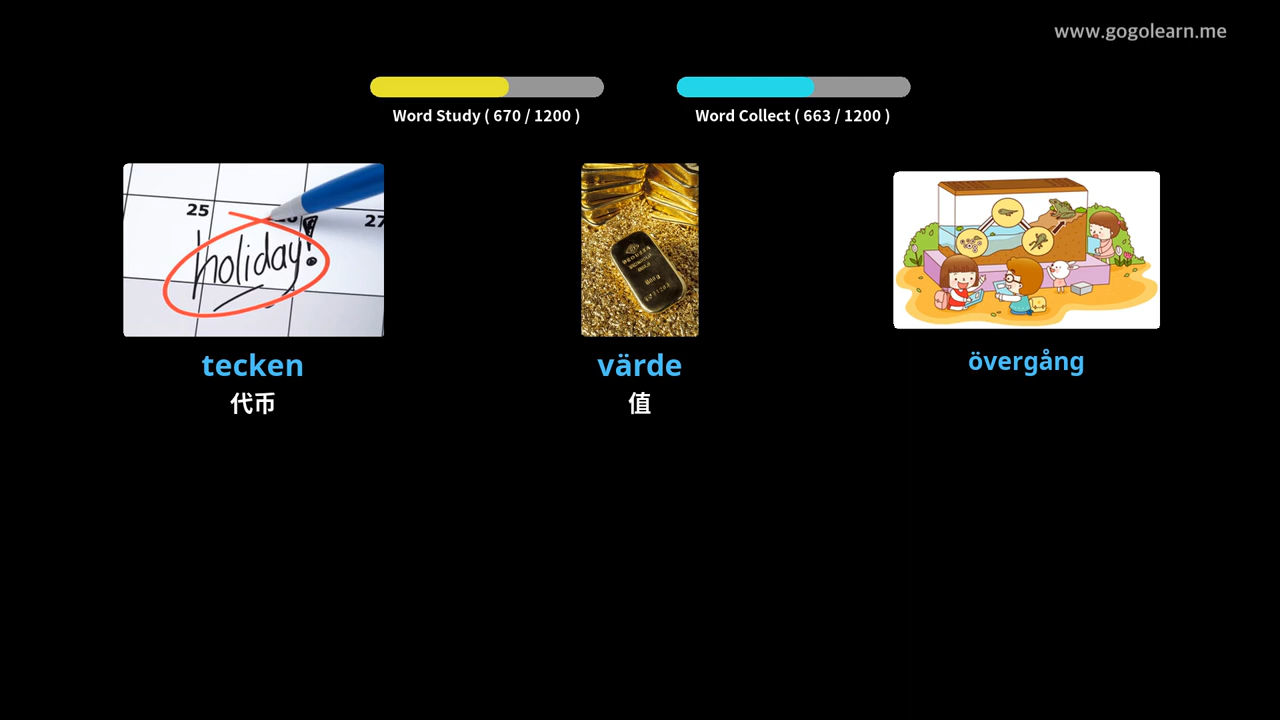 www.gogolearn.me
Word Study ( 670 / 1200 )
Word Collect ( 663 / 1200 )
25
27
holiday!
tecken
代币
värde
值
övergång